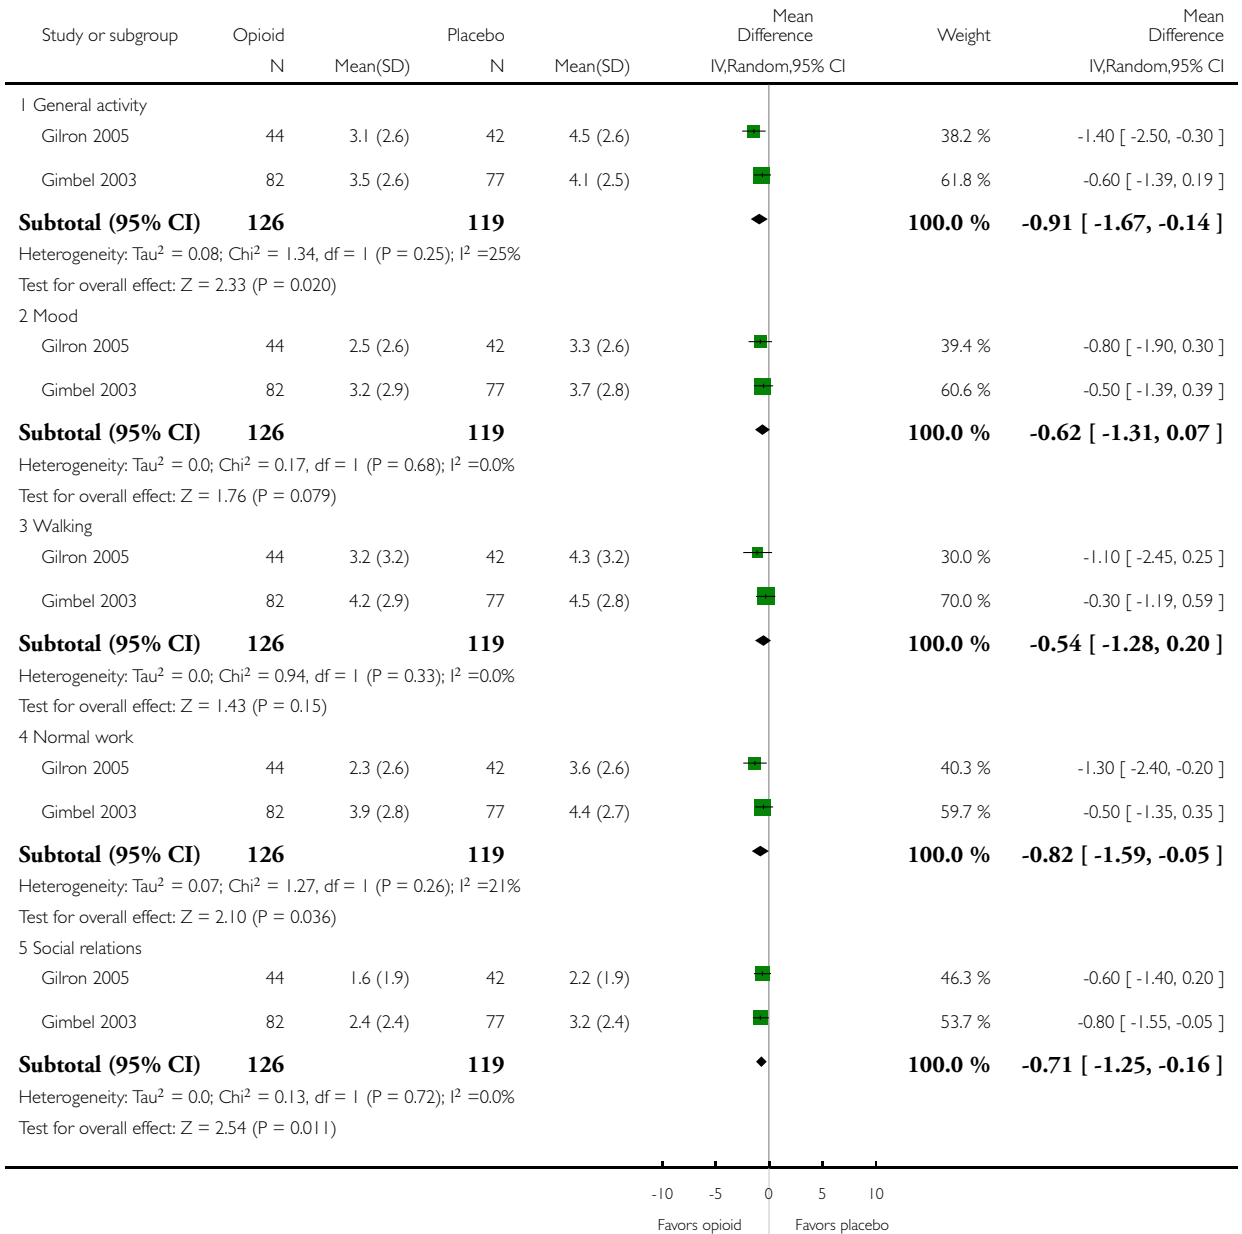 Study or subgroup Opioid Placebo Mean Difference Weight Mean Difference
N Mean(SD) N Mean(SD) IV,Random,95% CI IV,Random,95% CI
1 General activity
Gilron 2005 44 3.1 (2.6) 42 4.5 (2.6) 38.2 % -1.40 [ -2.50, -0.30 ]
Gimbel 2003 82 3.5 (2.6) 77 4.1 (2.5) 61.8 % -0.60 [ -1.39, 0.19 ]
Subtotal (95% CI) 126 119 100.0 % -0.91 [ -1.67, -0.14 ]
Heterogeneity: Tau² = 0.08; Chi² = 1.34, df = 1 (P = 0.25); I² =25%
Test for overall effect: Z = 2.33 (P = 0.020)
2 Mood
Gilron 2005 44 2.5 (2.6) 42 3.3 (2.6) 39.4 % -0.80 [ -1.90, 0.30 ]
Gimbel 2003 82 3.2 (2.9) 77 3.7 (2.8) 60.6 % -0.50 [ -1.39, 0.39 ]
Subtotal (95% CI) 126 119 100.0 % -0.62 [ -1.31, 0.07 ]
Heterogeneity: Tau² = 0.0; Chi² = 0.17, df = 1 (P = 0.68); I² =0.0%
Test for overall effect: Z = 1.76 (P = 0.079)
3 Walking
Gilron 2005 44 3.2 (3.2) 42 4.3 (3.2) 30.0 % -1.10 [ -2.45, 0.25 ]
Gimbel 2003 82 4.2 (2.9) 77 4.5 (2.8) 70.0 % -0.30 [ -1.19, 0.59 ]
Subtotal (95% CI) 126 119 100.0 % -0.54 [ -1.28, 0.20 ]
Heterogeneity: Tau² = 0.0; Chi² = 0.94, df = 1 (P = 0.33); I² =0.0%
Test for overall effect: Z = 1.43 (P = 0.15)
4 Normal work
Gilron 2005 44 2.3 (2.6) 42 3.6 (2.6) 40.3 % -1.30 [ -2.40, -0.20 ]
Gimbel 2003 82 3.9 (2.8) 77 4.4 (2.7) 59.7 % -0.50 [ -1.35, 0.35 ]
Subtotal (95% CI) 126 119 100.0 % -0.82 [ -1.59, -0.05 ]
Heterogeneity: Tau² = 0.07; Chi² = 1.27, df = 1 (P = 0.26); I² =21%
Test for overall effect: Z = 2.10 (P = 0.036)
5 Social relations
Gilron 2005 44 1.6 (1.9) 42 2.2 (1.9) 46.3 % -0.60 [ -1.40, 0.20 ]
Gimbel 2003 82 2.4 (2.4) 77 3.2 (2.4) 53.7 % -0.80 [ -1.55, -0.05 ]
Subtotal (95% CI) 126 119 100.0 % -0.71 [ -1.25, -0.16 ]
Heterogeneity: Tau² = 0.0; Chi² = 0.13, df = 1 (P = 0.72); I² =0.0%
Test for overall effect: Z = 2.54 (P = 0.011)
-10 -5 0 5 10
Favors opioid Favors placebo